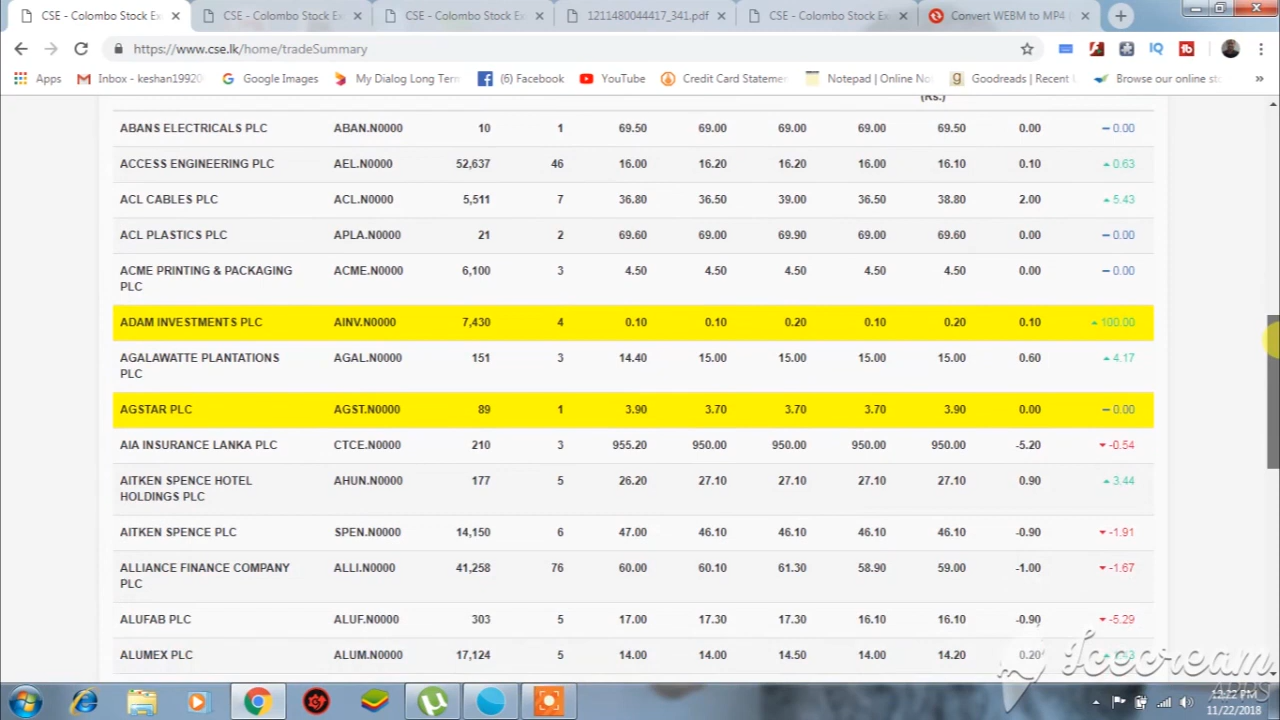 CSE - Colombo Stock Ex
CSE - Colombo Stock Ex
CSE - Colombo Stock Ex
1211480044417_341.pdf
CSE - Colombo Stock Ex
Convert WEBM to MP4
https://www.cse.lk/home/tradeSummary
Apps
Inbox - keshan19920
Google Images
My Dialog Long Term
(6) Facebook
YouTube
Credit Card Statemen
Notepad | Online No
Goodreads | Recent
Browse our online sto
(Rs.)
ABANS ELECTRICALS PLC ABAN.N0000 10 1 69.50 69.00 69.00 69.00 69.50 0.00 0.00
ACCESS ENGINEERING PLC AEL.N0000 52,637 46 16.00 16.20 16.20 16.00 16.10 0.10 0.63
ACL CABLES PLC ACL.N0000 5,511 7 36.80 36.50 39.00 36.50 38.80 2.00 5.43
ACL PLASTICS PLC APLA.N0000 21 2 69.60 69.00 69.90 69.00 69.60 0.00 0.00
ACME PRINTING & PACKAGING ACME.N0000 6,100 3 4.50 4.50 4.50 4.50 4.50 0.00 0.00
PLC
ADAM INVESTMENTS PLC AINV.N0000 7,430 4 0.10 0.10 0.20 0.10 0.20 0.10 100.00
AGALAWATTE PLANTATIONS AGAL.N0000 151 3 14.40 15.00 15.00 15.00 15.00 0.60 4.17
PLC
AGSTAR PLC AGST.N0000 89 1 3.90 3.70 3.70 3.70 3.90 0.00 0.00
AIA INSURANCE LANKA PLC CTCE.N0000 210 3 955.20 950.00 950.00 950.00 950.00 -5.20 -0.54
AITKEN SPENCE HOTEL AHUN.N0000 177 5 26.20 27.10 27.10 27.10 27.10 0.90 3.44
HOLDINGS PLC
AITKEN SPENCE PLC SPEN.N0000 14,150 6 47.00 46.10 46.10 46.10 46.10 -0.90 -1.91
ALLIANCE FINANCE COMPANY ALLI.N0000 41,258 76 60.00 60.10 61.30 58.90 59.00 -1.00 -1.67
PLC
ALUFAB PLC ALUF.N0000 303 5 17.00 17.30 17.30 16.10 16.10 -0.90 -5.29
ALUMEX PLC ALUM.N0000 17,124 5 14.00 14.00 14.50 14.00 14.20 0.20
Icecream
APPS
12:22 PM
11/22/2018